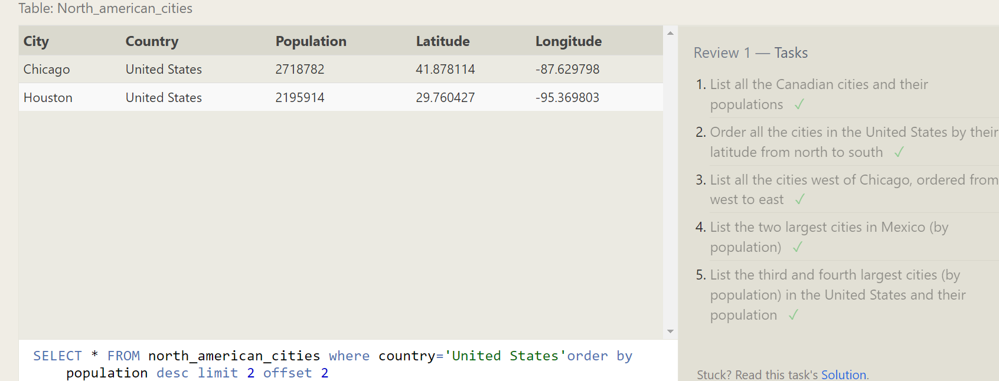 Table: North_american_cities
City Country Population Latitude Longitude
Chicago United States 2718782 41.878114 -87.629798
Houston United States 2195914 29.760427 -95.369803
SELECT * FROM north_american_cities where country='United States'order by
population desc limit 2 offset 2
Review 1 — Tasks
1. List all the Canadian cities and their
populations ✓
2. Order all the cities in the United States by their
latitude from north to south ✓
3. List all the cities west of Chicago, ordered from
west to east ✓
4. List the two largest cities in Mexico (by
population) ✓
5. List the third and fourth largest cities (by
population) in the United States and their
population ✓
Stuck? Read this task's Solution.